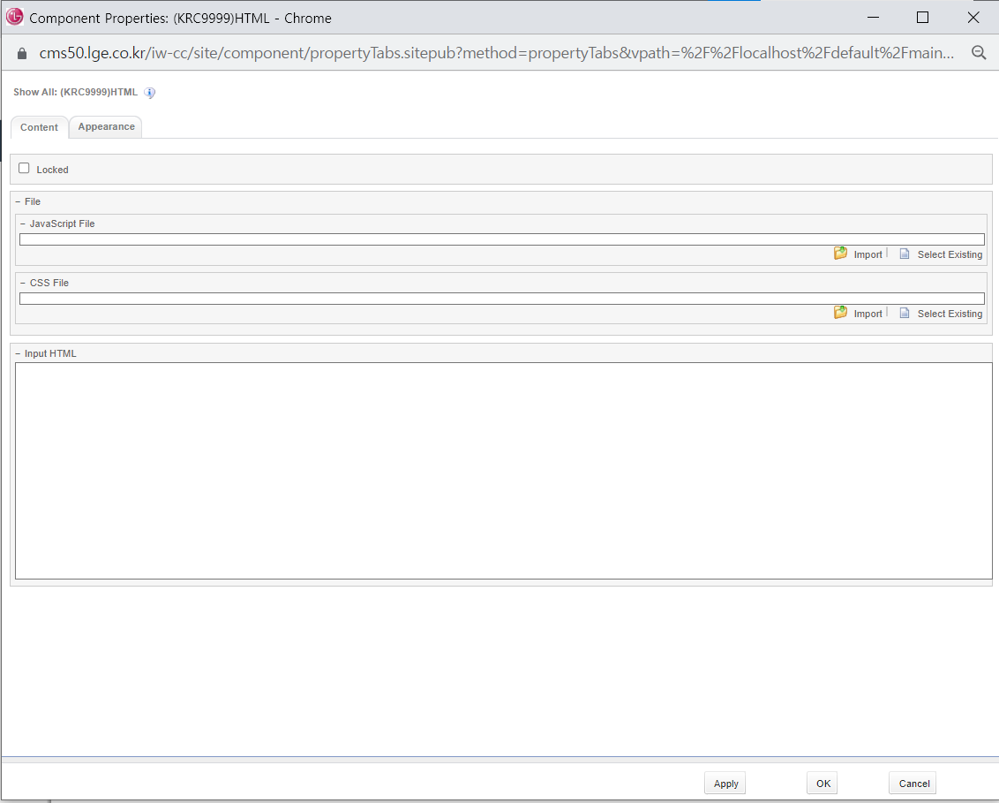 Component Properties: (KRC9999)HTML - Chrome
cms50.lge.co.kr/iw-cc/site/component/propertyTabs.sitepub?method=propertyTabs&vpath=%2F%2Flocalhost%2Fdefault%2Fmain...
Show All: (KRC9999)HTML
Content Appearance
Locked
− File
− JavaScript File
Import | Select Existing
− CSS File
Import | Select Existing
− Input HTML
Apply OK Cancel